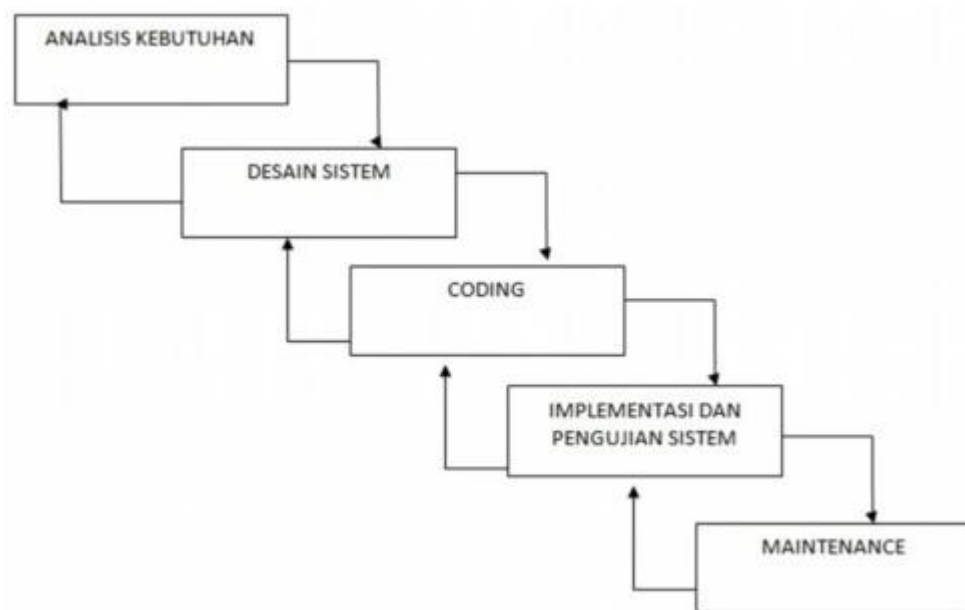 ANALISIS KEBUTUHAN
DESAIN SISTEM
CODING
IMPLEMENTASI DAN
PENGUJIAN SISTEM
MAINTENANCE